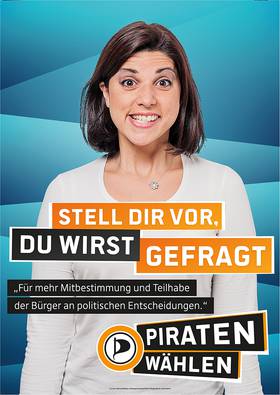 STELL DIR VOR,
DU WIRST GEFRAGT
„Für mehr Mitbestimmung und Teilhabe
der Bürger an politischen Entscheidungen.“
PIRATEN
WÄHLEN